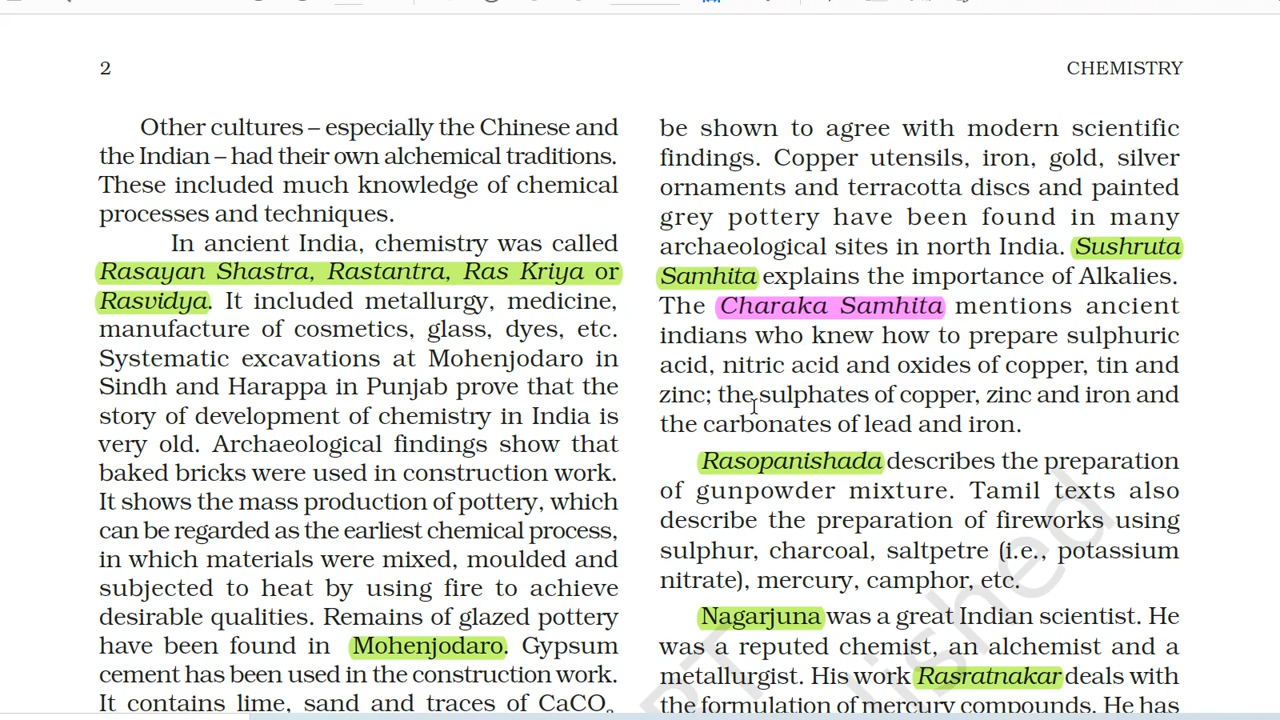 2
CHEMISTRY
Other cultures – especially the Chinese and
the Indian – had their own alchemical traditions.
These included much knowledge of chemical
processes and techniques.
In ancient India, chemistry was called
Rasayan Shastra, Rastantra, Ras Kriya or
Rasvidya. It included metallurgy, medicine,
manufacture of cosmetics, glass, dyes, etc.
Systematic excavations at Mohenjodaro in
Sindh and Harappa in Punjab prove that the
story of development of chemistry in India is
very old. Archaeological findings show that
baked bricks were used in construction work.
It shows the mass production of pottery, which
can be regarded as the earliest chemical process,
in which materials were mixed, moulded and
subjected to heat by using fire to achieve
desirable qualities. Remains of glazed pottery
have been found in Mohenjodaro. Gypsum
cement has been used in the construction work.
It contains lime, sand and traces of CaCO₃
be shown to agree with modern scientific
findings. Copper utensils, iron, gold, silver
ornaments and terracotta discs and painted
grey pottery have been found in many
archaeological sites in north India. Sushruta
Samhita explains the importance of Alkalies.
The Charaka Samhita mentions ancient
indians who knew how to prepare sulphuric
acid, nitric acid and oxides of copper, tin and
zinc; the sulphates of copper, zinc and iron and
the carbonates of lead and iron.
Rasopanishada describes the preparation
of gunpowder mixture. Tamil texts also
describe the preparation of fireworks using
sulphur, charcoal, saltpetre (i.e., potassium
nitrate), mercury, camphor, etc.
Nagarjuna was a great Indian scientist. He
was a reputed chemist, an alchemist and a
metallurgist. His work Rasratnakar deals with
the formulation of mercury compounds. He has